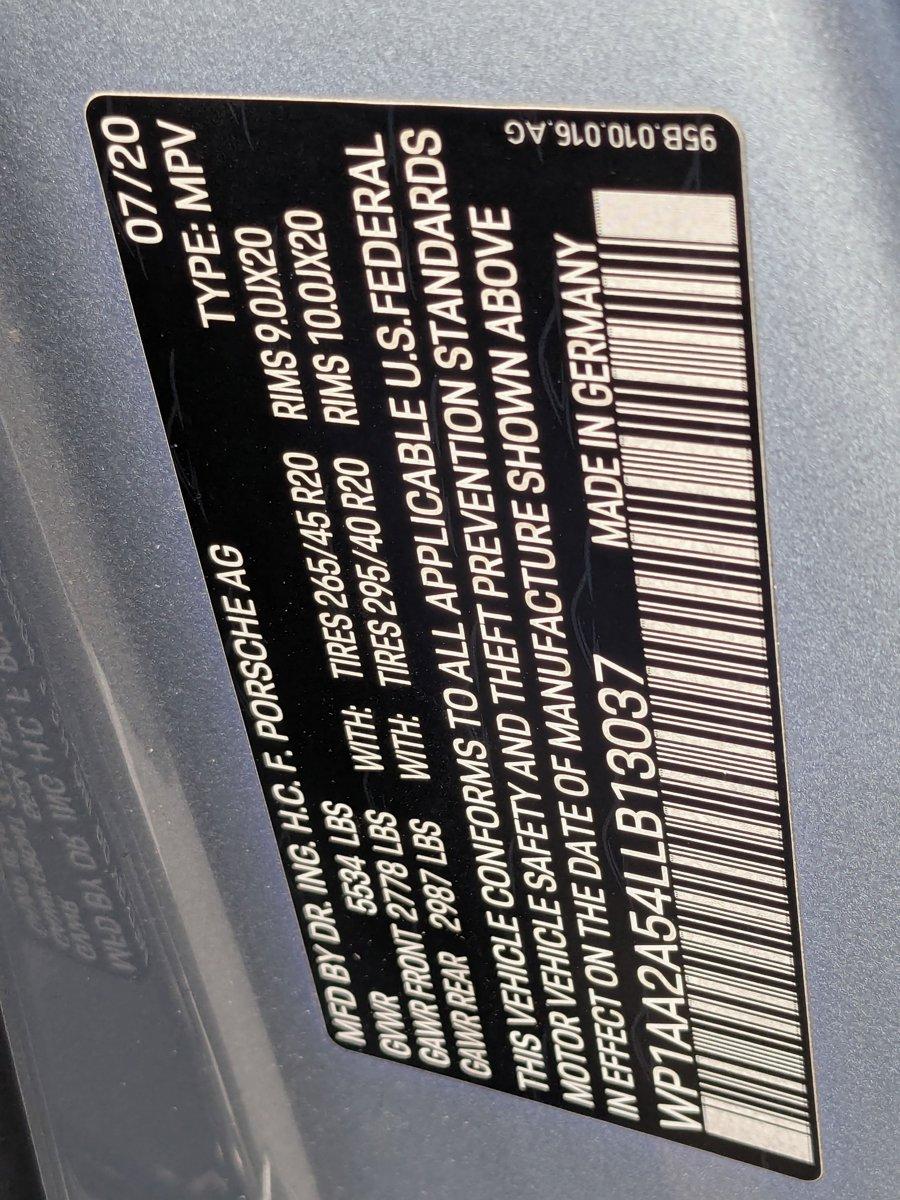 MFD BY DR. ING. H.C. F. PORSCHE AG 07/20
GVWR 5534 LBS TYPE: MPV
GAWR FRONT 2778 LBS WITH: TIRES 265/45 R20 RIMS 9.0JX20
GAWR REAR 2987 LBS WITH: TIRES 295/40 R20 RIMS 10.0JX20
THIS VEHICLE CONFORMS TO ALL APPLICABLE U.S.FEDERAL
MOTOR VEHICLE SAFETY AND THEFT PREVENTION STANDARDS
IN EFFECT ON THE DATE OF MANUFACTURE SHOWN ABOVE
WP1AA2A54LLB13037 MADE IN GERMANY
95B.010.016.AG